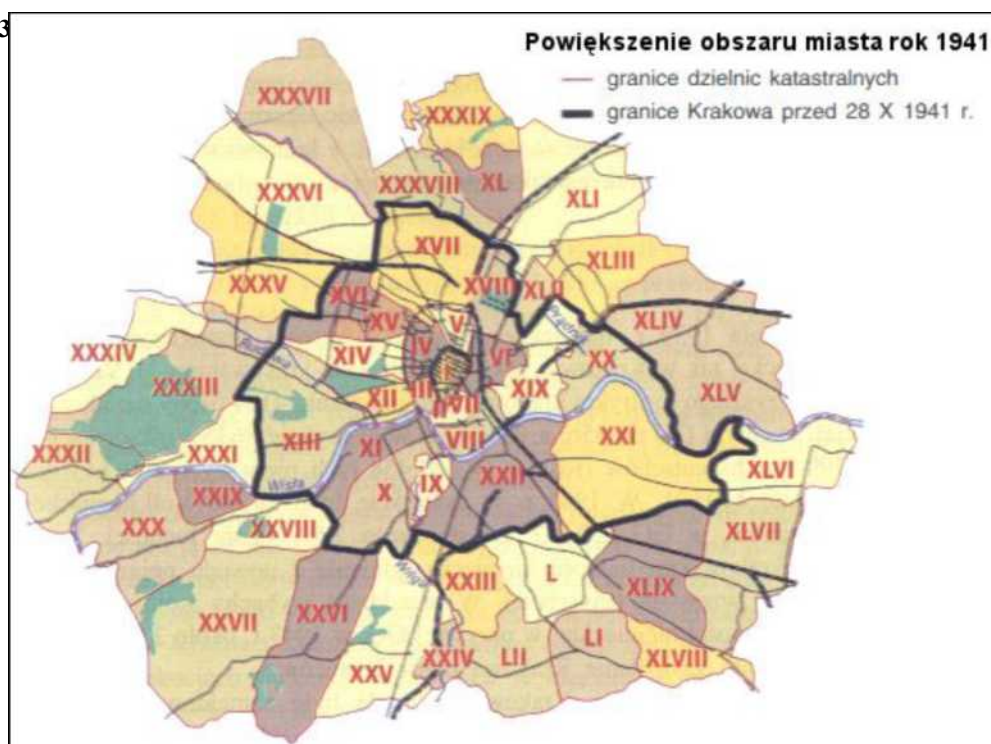 3
Powiększenie obszaru miasta rok 1941
granice dzielnic katastralnych
granice Krakowa przed 28 X 1941 r.
XXXVII
XXXIX
XXXVIII
XL
XXXVI
XLI
XVII
XLIII
XXXV
XVI
XVIII
XLII
XLIV
XV
IV
V
Prądnik
XXXIV
Rudawa
XIV
VI
XX
XXXIII
I
XLV
III
XIX
XII
II
VII
XXI
XIII
XI
VIII
XXXII
XXXI
XLVI
Wisła
X
IX
XXII
XXIX
XXX
XXVIII
XLVII
Wilga
XXIII
L
XLIX
XXVII
XXVI
XXV
XXIV
LII
LI
XLVIII